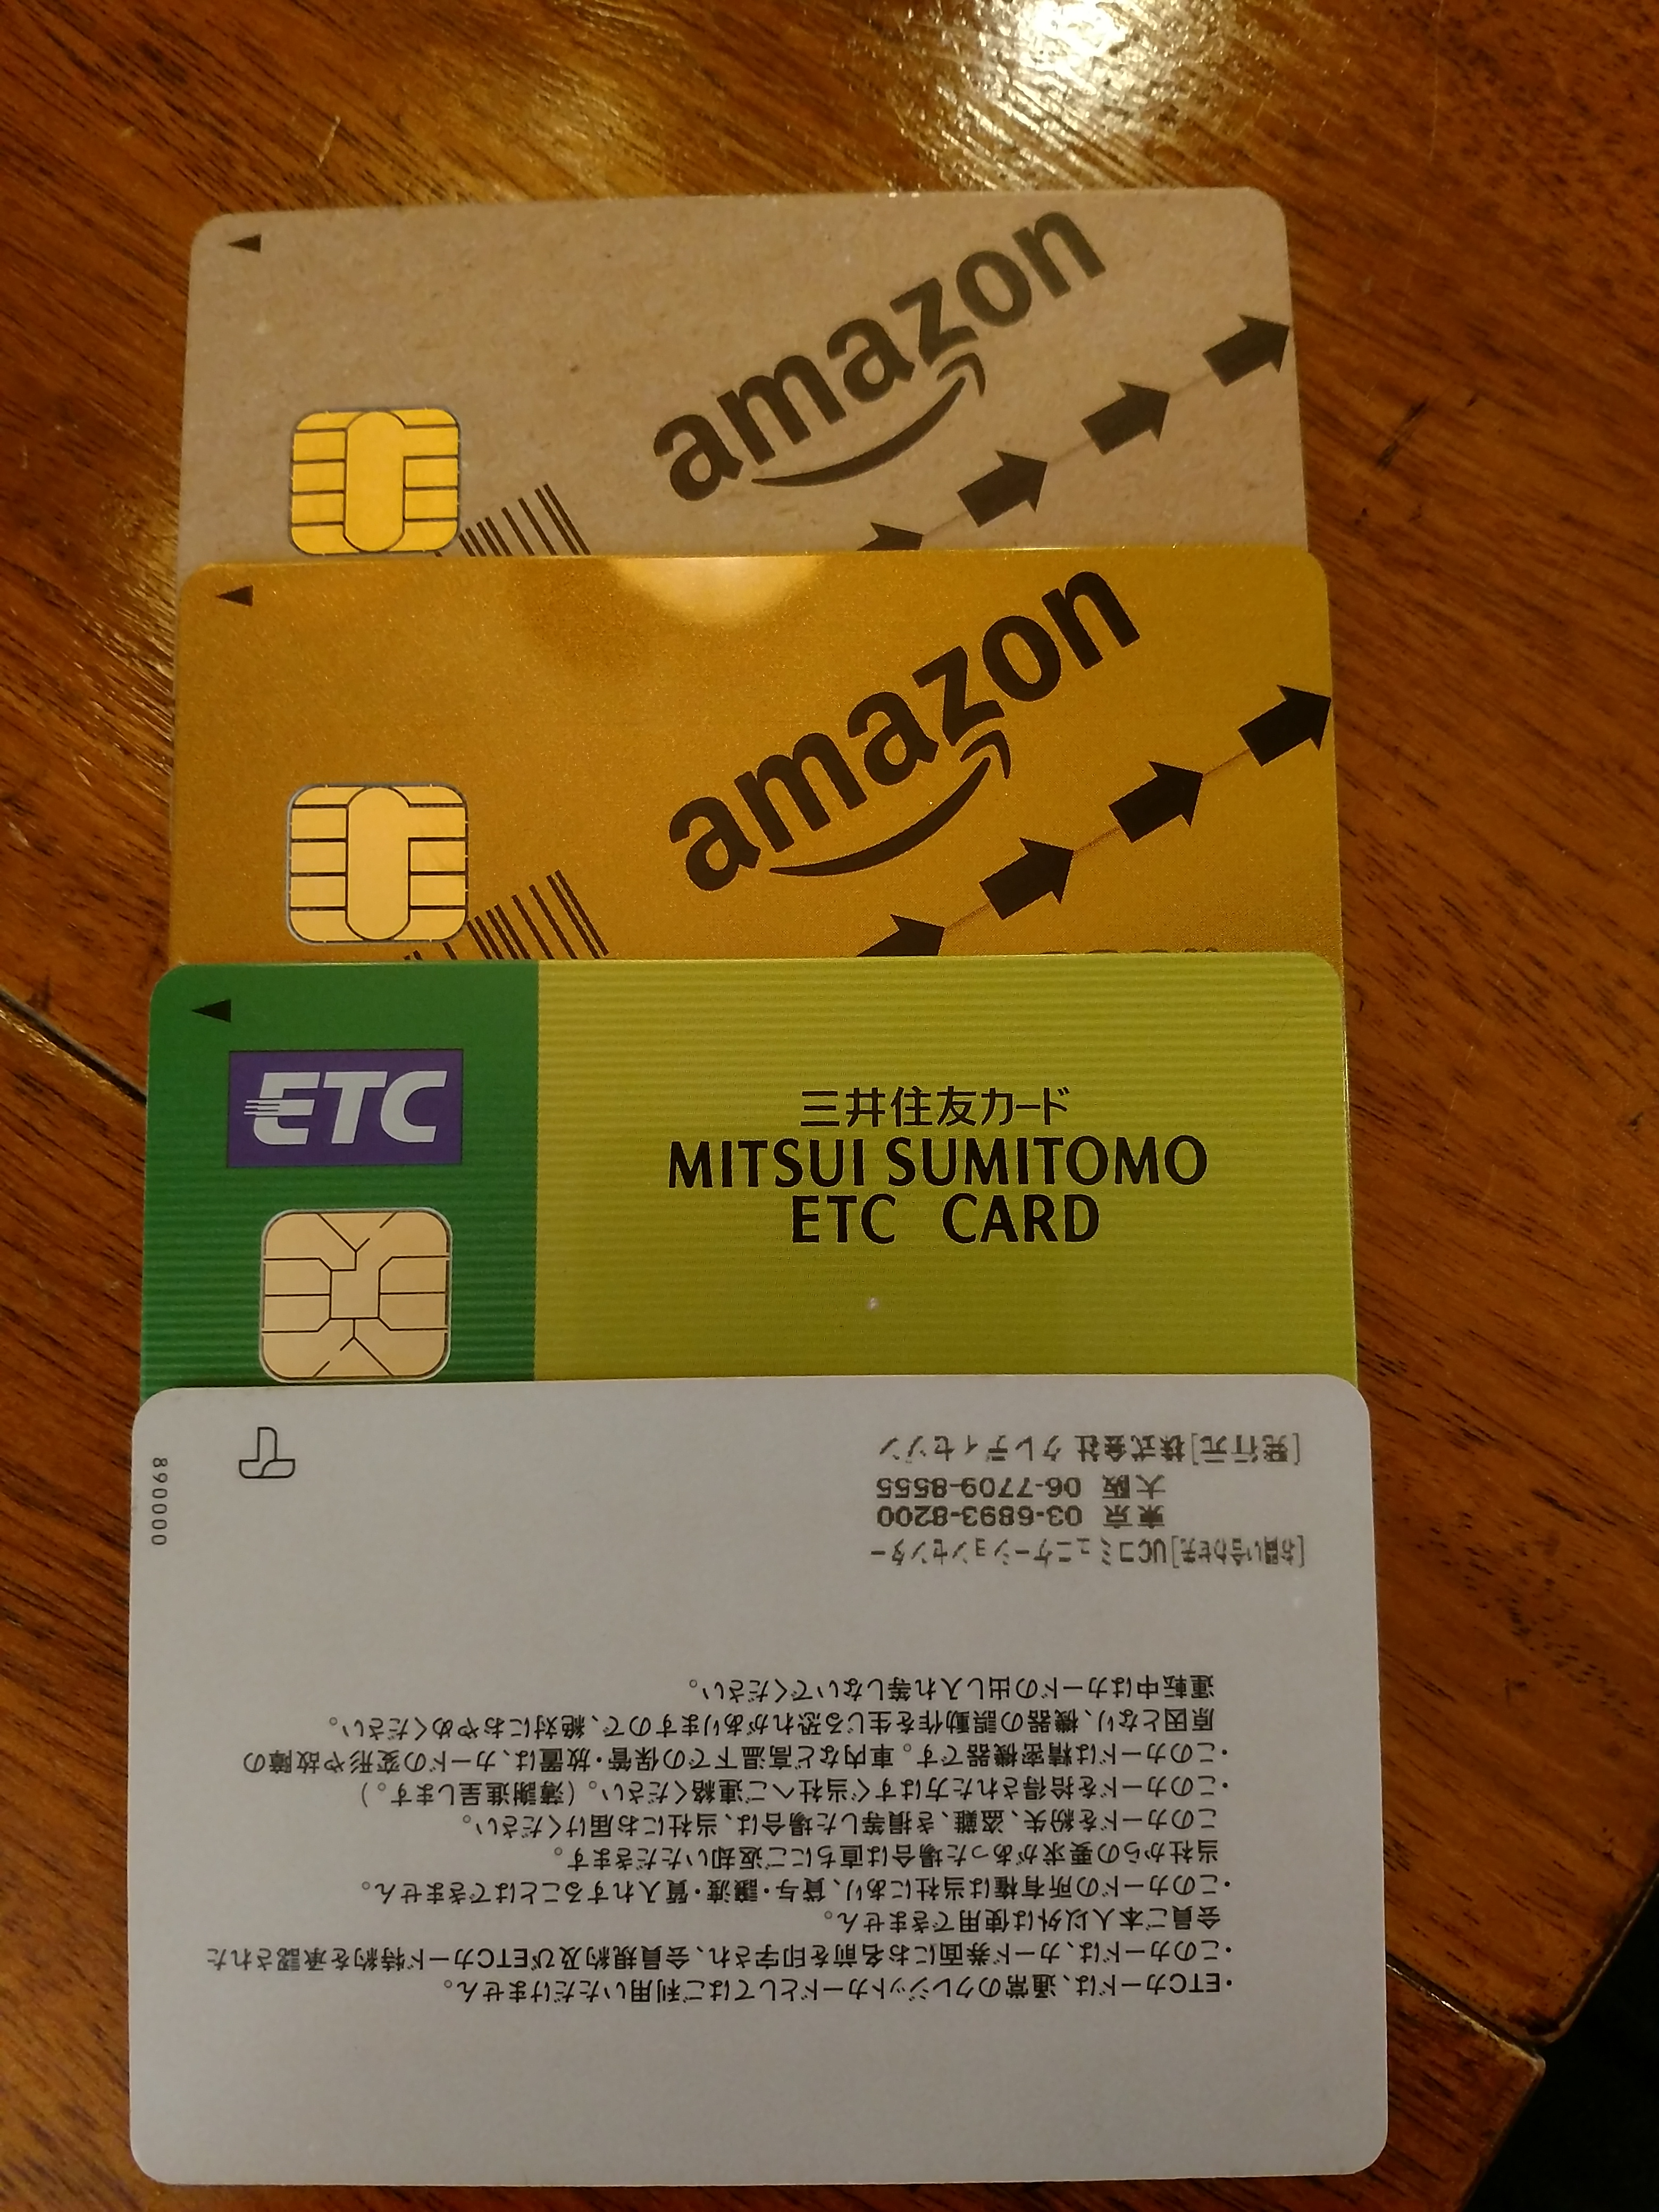 amazon
amazon
ETC
三井住友カード
MITSUI SUMITOMO
ETC CARD
890000
・ETCカードは、通常のクレジットカードとしてはご利用いただけません。
・このカードは、カード券面にお名前を印字され、会員規約及びETCカード特約を承認された
会員ご本人以外は使用できません。
・このカードの所有権は当社にあり、貸与・譲渡・質入れすることはできません。
当社からの要求があった場合は直ちにご返却いただきます。
このカードを紛失、盗難、き損等した場合は、当社にお届けください。
・このカードを拾得された方はすぐ当社へご連絡ください。(薄謝進呈します。)
・このカードは精密機器です。車内など高温下での保管・放置は、カードの変形や故障の
原因となり、機器の誤動作を生じる恐れがありますので、絶対におやめください。
運転中はカードの出し入れ等しないでください。
[お問い合わせ先]UCコミュニケーションセンター
東京 03-6893-8200
大阪 06-7709-8555
[発行元]株式会社 クレディセゾン